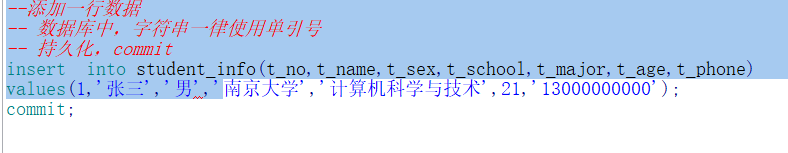 --添加一行数据
-- 数据库中，字符串一律使用单引号
-- 持久化，commit
insert  into student_info(t_no,t_name,t_sex,t_school,t_major,t_age,t_phone)
values(1,'张三','男','南京大学','计算机科学与技术',21,'13000000000');
commit;